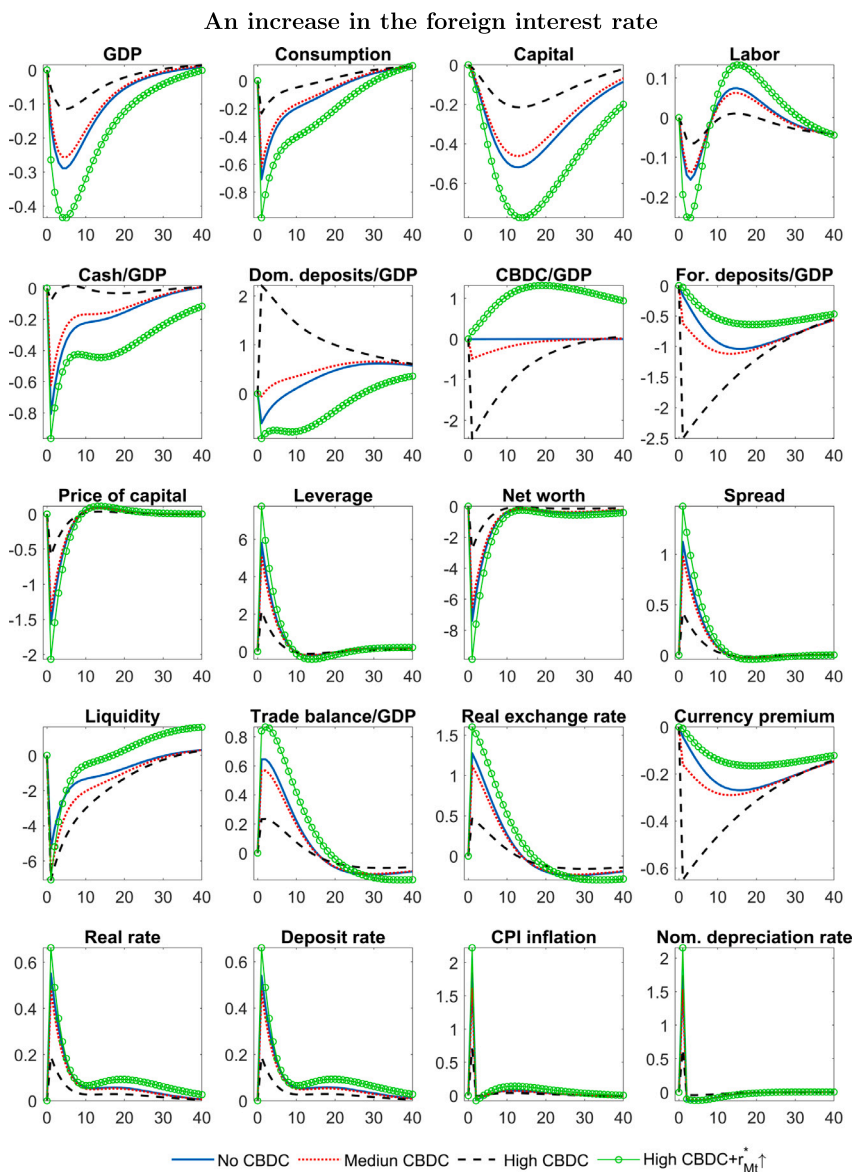 An increase in the foreign interest rate
GDP Consumption Capital Labor
0 -0.1 -0.2 -0.3 -0.4 0 10 20 30 40
0 -0.2 -0.4 -0.6 -0.8 0 10 20 30 40
0 -0.2 -0.4 -0.6 0 10 20 30 40
0.1 0 -0.1 -0.2 0 10 20 30 40
Cash/GDP Dom. deposits/GDP CBDC/GDP For. deposits/GDP
0 -0.2 -0.4 -0.6 -0.8 0 10 20 30 40
2 1 0 0 10 20 30 40
1 0 -1 -2 0 10 20 30 40
0 -0.5 -1 -1.5 -2 -2.5 0 10 20 30 40
Price of capital Leverage Net worth Spread
0 -0.5 -1 -1.5 -2 0 10 20 30 40
6 4 2 0 0 10 20 30 40
0 -2 -4 -6 -8 0 10 20 30 40
1 0.5 0 0 10 20 30 40
Liquidity Trade balance/GDP Real exchange rate Currency premium
0 -2 -4 -6 0 10 20 30 40
0.8 0.6 0.4 0.2 0 0 10 20 30 40
1.5 1 0.5 0 0 10 20 30 40
0 -0.2 -0.4 -0.6 0 10 20 30 40
Real rate Deposit rate CPI inflation Nom. depreciation rate
0.6 0.4 0.2 0 0 10 20 30 40
0.6 0.4 0.2 0 0 10 20 30 40
2 1.5 1 0.5 0 0 10 20 30 40
2 1.5 1 0.5 0 0 10 20 30 40
No CBDC Mediun CBDC High CBDC High CBDC+r*Mt↑